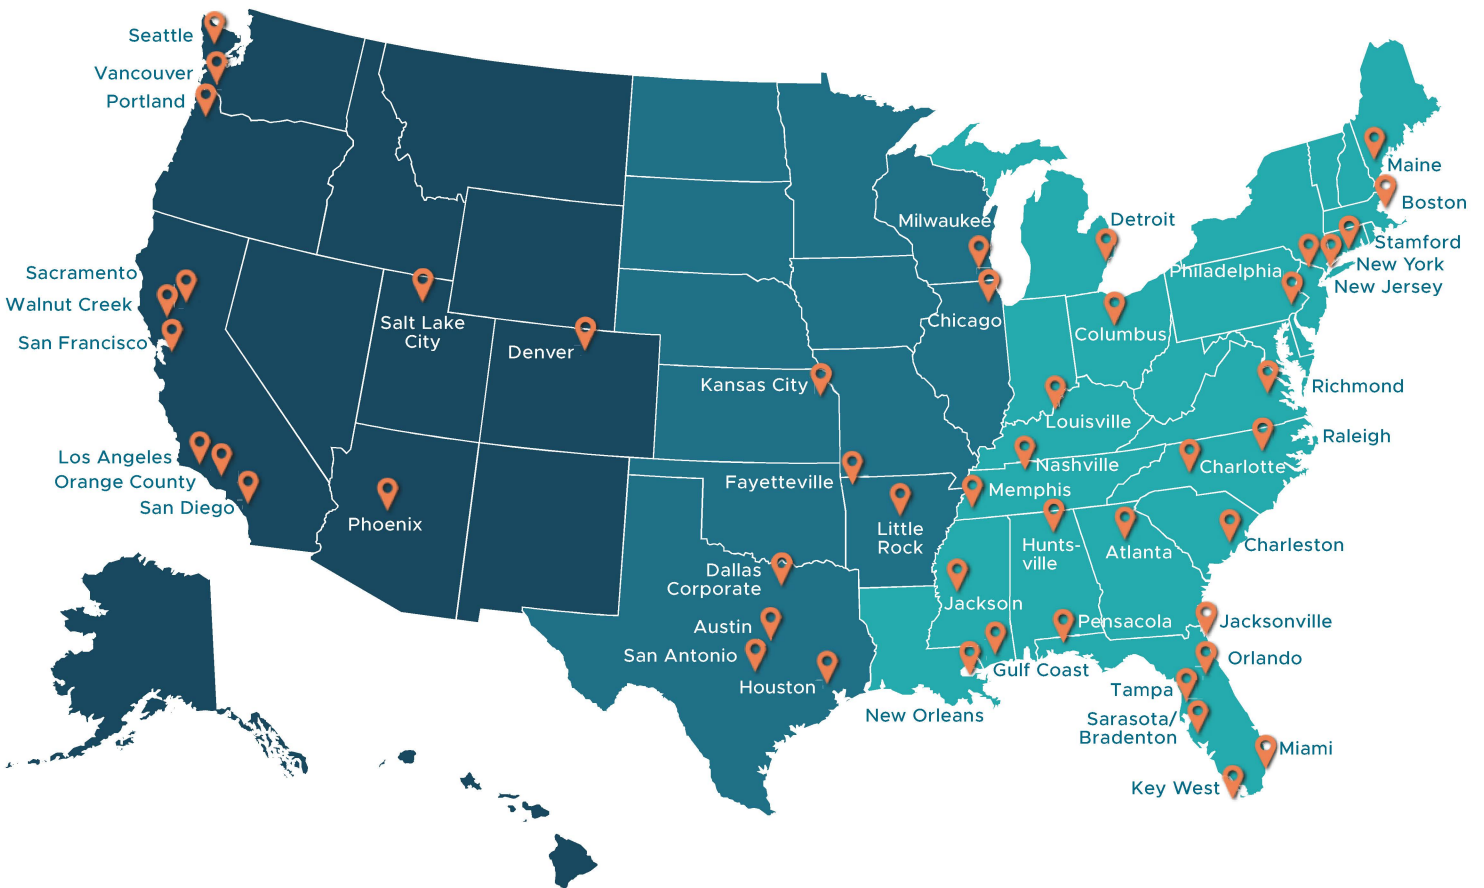 Seattle
Vancouver
Portland
Maine
Boston
Milwaukee
Detroit
Stamford
New York
New Jersey
Philadelphia
Sacramento
Walnut Creek
San Francisco
Salt Lake
City
Denver
Chicago
Columbus
Kansas City
Richmond
Louisville
Raleigh
Los Angeles
Orange County
San Diego
Phoenix
Fayetteville
Nashville
Charlotte
Memphis
Little
Rock
Hunts-
ville
Atlanta
Charleston
Dallas
Corporate
Jackson
Austin
Pensacola
Jacksonville
San Antonio
Gulf Coast
Orlando
Houston
Tampa
New Orleans
Sarasota/
Bradenton
Miami
Key West